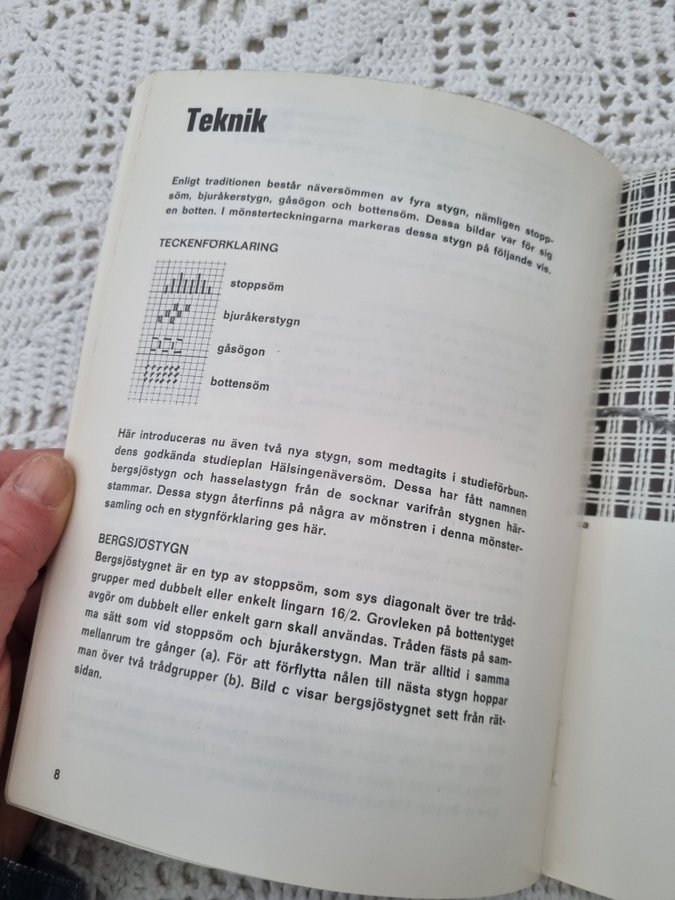 Teknik
Enligt traditionen består näversömmen av fyra stygn, nämligen stopp-
söm, bjuråkerstygn, gåsögon och bottensöm. Dessa bildar var för sig
en botten. I mönsterteckningarna markeras dessa stygn på följande vis.
TECKENFÖRKLARING
stoppsöm
bjuråkerstygn
gåsögon
bottensöm
Här introduceras nu även två nya stygn, som medtagits i studieförbun-
dens godkända studieplan Hälsingenäversöm. Dessa har fått namnen
bergsjöstygn och hasselastygn från de socknar varifrån stygnen här-
stammar. Dessa stygn återfinns på några av mönstren i denna mönster-
samling och en stygnförklaring ges här.
BERGSJÖSTYGN
Bergsjöstygnet är en typ av stoppsöm, som sys diagonalt över tre tråd-
grupper med dubbelt eller enkelt lingarn 16/2. Grovleken på bottentyget
avgör om dubbelt eller enkelt garn skall användas. Tråden fästs på sam-
ma sätt som vid stoppsöm och bjuråkerstygn. Man trär alltid i samma
mellanrum tre gånger (a). För att förflytta nålen till nästa stygn hoppar
man över två trådgrupper (b). Bild c visar bergsjöstygnet sett från rät-
sidan.
8
a